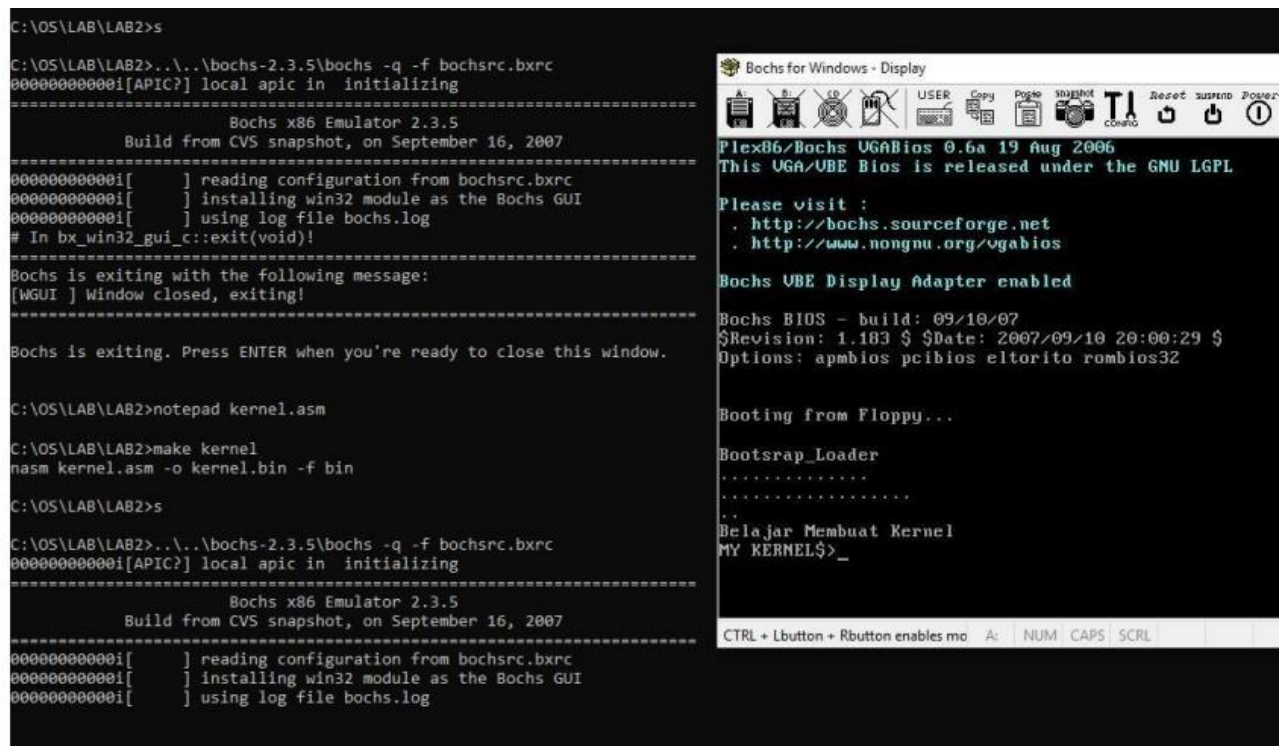 C:\OS\LAB\LAB2>s
C:\OS\LAB\LAB2>..\..\bochs-2.3.5\bochs -q -f bochsrc.bxrc
00000000000i[APIC?] local apic in  initializing
========================================================================
Bochs x86 Emulator 2.3.5
Build from CVS snapshot, on September 16, 2007
========================================================================
00000000000i[     ] reading configuration from bochsrc.bxrc
00000000000i[     ] installing win32 module as the Bochs GUI
00000000000i[     ] using log file bochs.log
# In bx_win32_gui_c::exit(void)!
========================================================================
Bochs is exiting with the following message:
[WGUI ] Window closed, exiting!
========================================================================
Bochs is exiting. Press ENTER when you're ready to close this window.
C:\OS\LAB\LAB2>notepad kernel.asm
C:\OS\LAB\LAB2>make kernel
nasm kernel.asm -o kernel.bin -f bin
C:\OS\LAB\LAB2>s
C:\OS\LAB\LAB2>..\..\bochs-2.3.5\bochs -q -f bochsrc.bxrc
00000000000i[APIC?] local apic in  initializing
========================================================================
Bochs x86 Emulator 2.3.5
Build from CVS snapshot, on September 16, 2007
========================================================================
00000000000i[     ] reading configuration from bochsrc.bxrc
00000000000i[     ] installing win32 module as the Bochs GUI
00000000000i[     ] using log file bochs.log
Bochs for Windows - Display
A: B: CD USER Copy Paste snapshot CONFIG Reset SUSPEND Power
Plex86/Bochs VGABios 0.6a 19 Aug 2006
This VGA/VBE Bios is released under the GNU LGPL
Please visit :
. http://bochs.sourceforge.net
. http://www.nongnu.org/vgabios
Bochs VBE Display Adapter enabled
Bochs BIOS - build: 09/10/07
$Revision: 1.183 $ $Date: 2007/09/10 20:00:29 $
Options: apmbios pcibios eltorito rombios32
Booting from Floppy...
Bootsrap_Loader
..............
..................
..
Belajar Membuat Kernel
MY KERNEL$>_
CTRL + Lbutton + Rbutton enables mo A: NUM CAPS SCRL